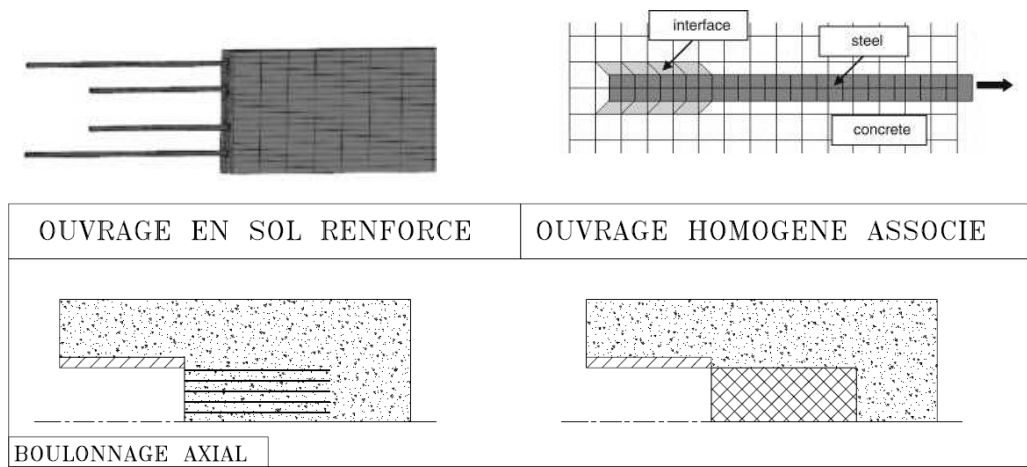 interface
steel
concrete
OUVRAGE EN SOL RENFORCE
OUVRAGE HOMOGENE ASSOCIE
BOULONNAGE AXIAL